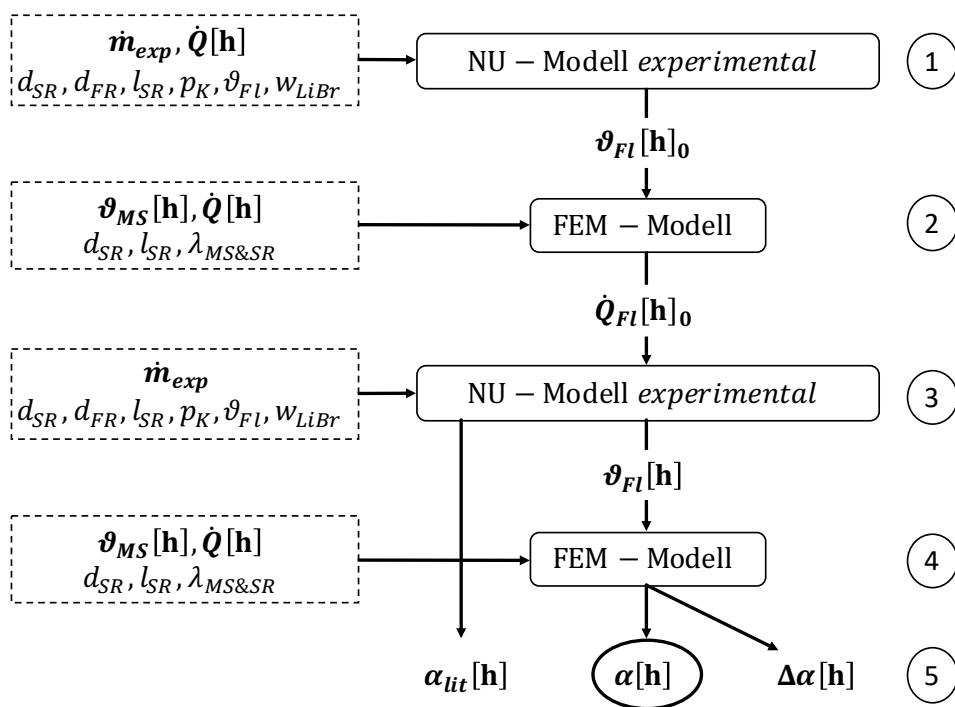 ṁ_exp, Q̇[h]
d_SR, d_FR, l_SR, p_K, ϑ_Fl, w_LiBr
NU − Modell experimental
1
ϑ_Fl[h]_0
ϑ_MS[h], Q̇[h]
d_SR, l_SR, λ_MS&SR
FEM − Modell
2
Q̇_Fl[h]_0
ṁ_exp
d_SR, d_FR, l_SR, p_K, ϑ_Fl, w_LiBr
NU − Modell experimental
3
ϑ_Fl[h]
ϑ_MS[h], Q̇[h]
d_SR, l_SR, λ_MS&SR
FEM − Modell
4
α_lit[h]
α[h]
Δα[h]
5